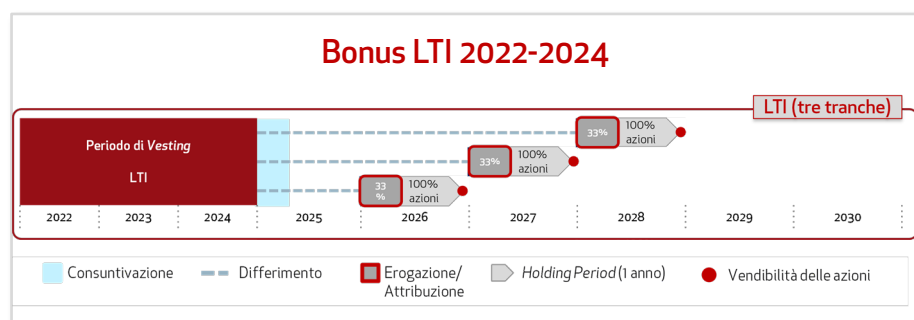 Bonus LTI 2022-2024
LTI (tre tranche)
Periodo di Vesting
LTI
33%
100%
azioni
33%
100%
azioni
33
%
100%
azioni
2022 2023 2024 2025 2026 2027 2028 2029 2030
Consuntivazione
Differimento
Erogazione/
Attribuzione
Holding Period (1 anno)
Vendibilità delle azioni